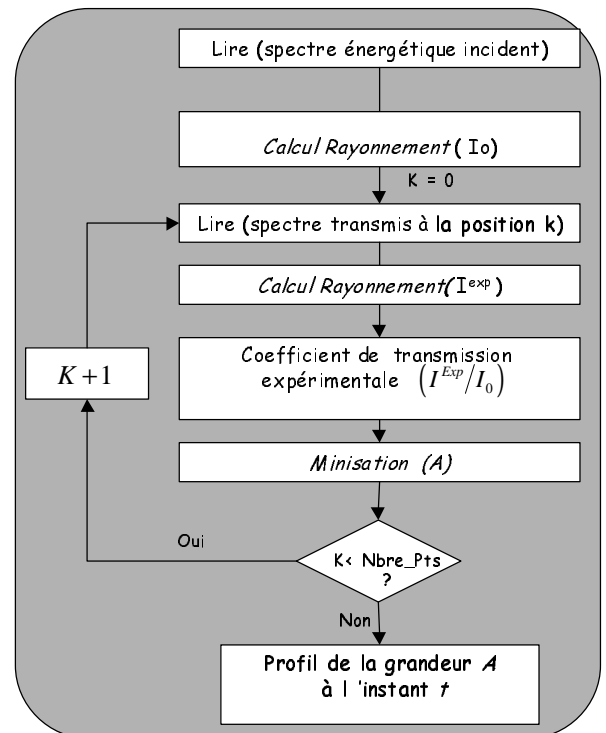 Lire (spectre énergétique incident)
Calcul Rayonnement ( Io)
K = 0
Lire (spectre transmis à la position k)
Calcul Rayonnement(I^exp )
Coefficient de transmission
expérimentale (I^Exp/I_0)
K+1
Minisation (A)
Oui
K< Nbre_Pts
?
Non
Profil de la grandeur A
à l 'instant t